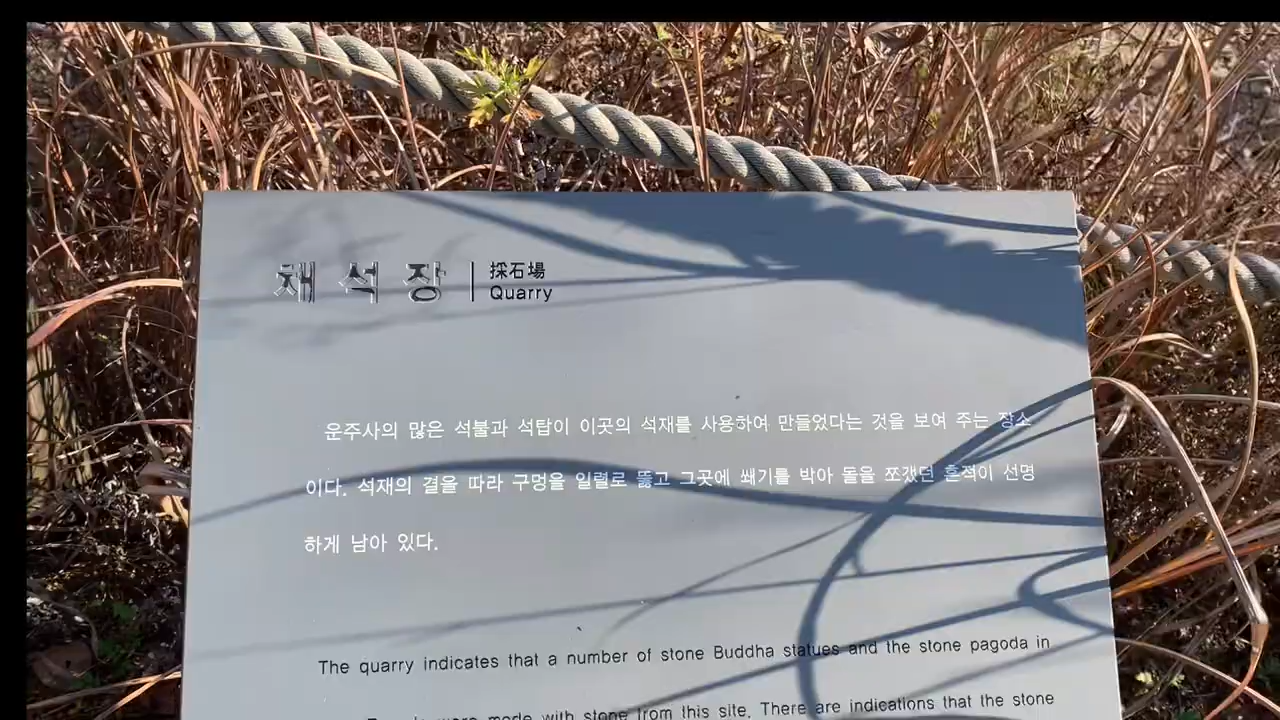 채석장
採石場
Quarry
운주사의 많은 석불과 석탑이 이곳의 석재를 사용하여 만들었다는 것을 보여 주는 장소
이다. 석재의 결을 따라 구멍을 일렬로 뚫고 그곳에 쐐기를 박아 돌을 쪼갰던 흔적이 선명
하게 남아 있다.
The quarry indicates that a number of stone Buddha statues and the stone pagoda in
were made with stone from this site. There are indications that the stone